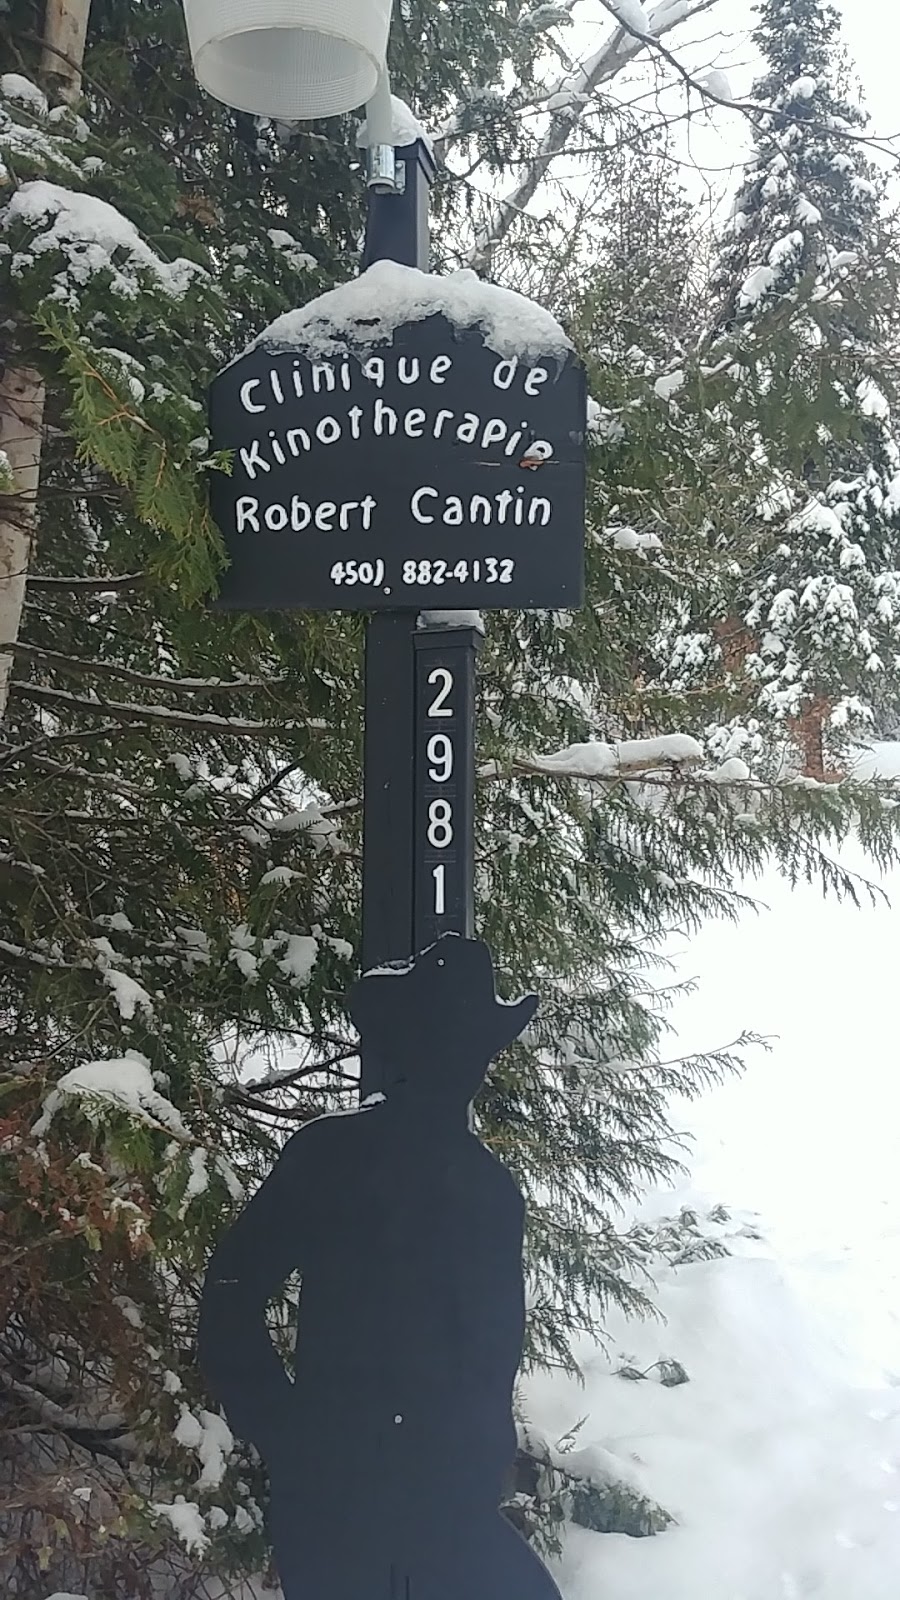 Clinique de
Kinotherapie
Robert Cantin
450) 882-4132
2
9
8
1